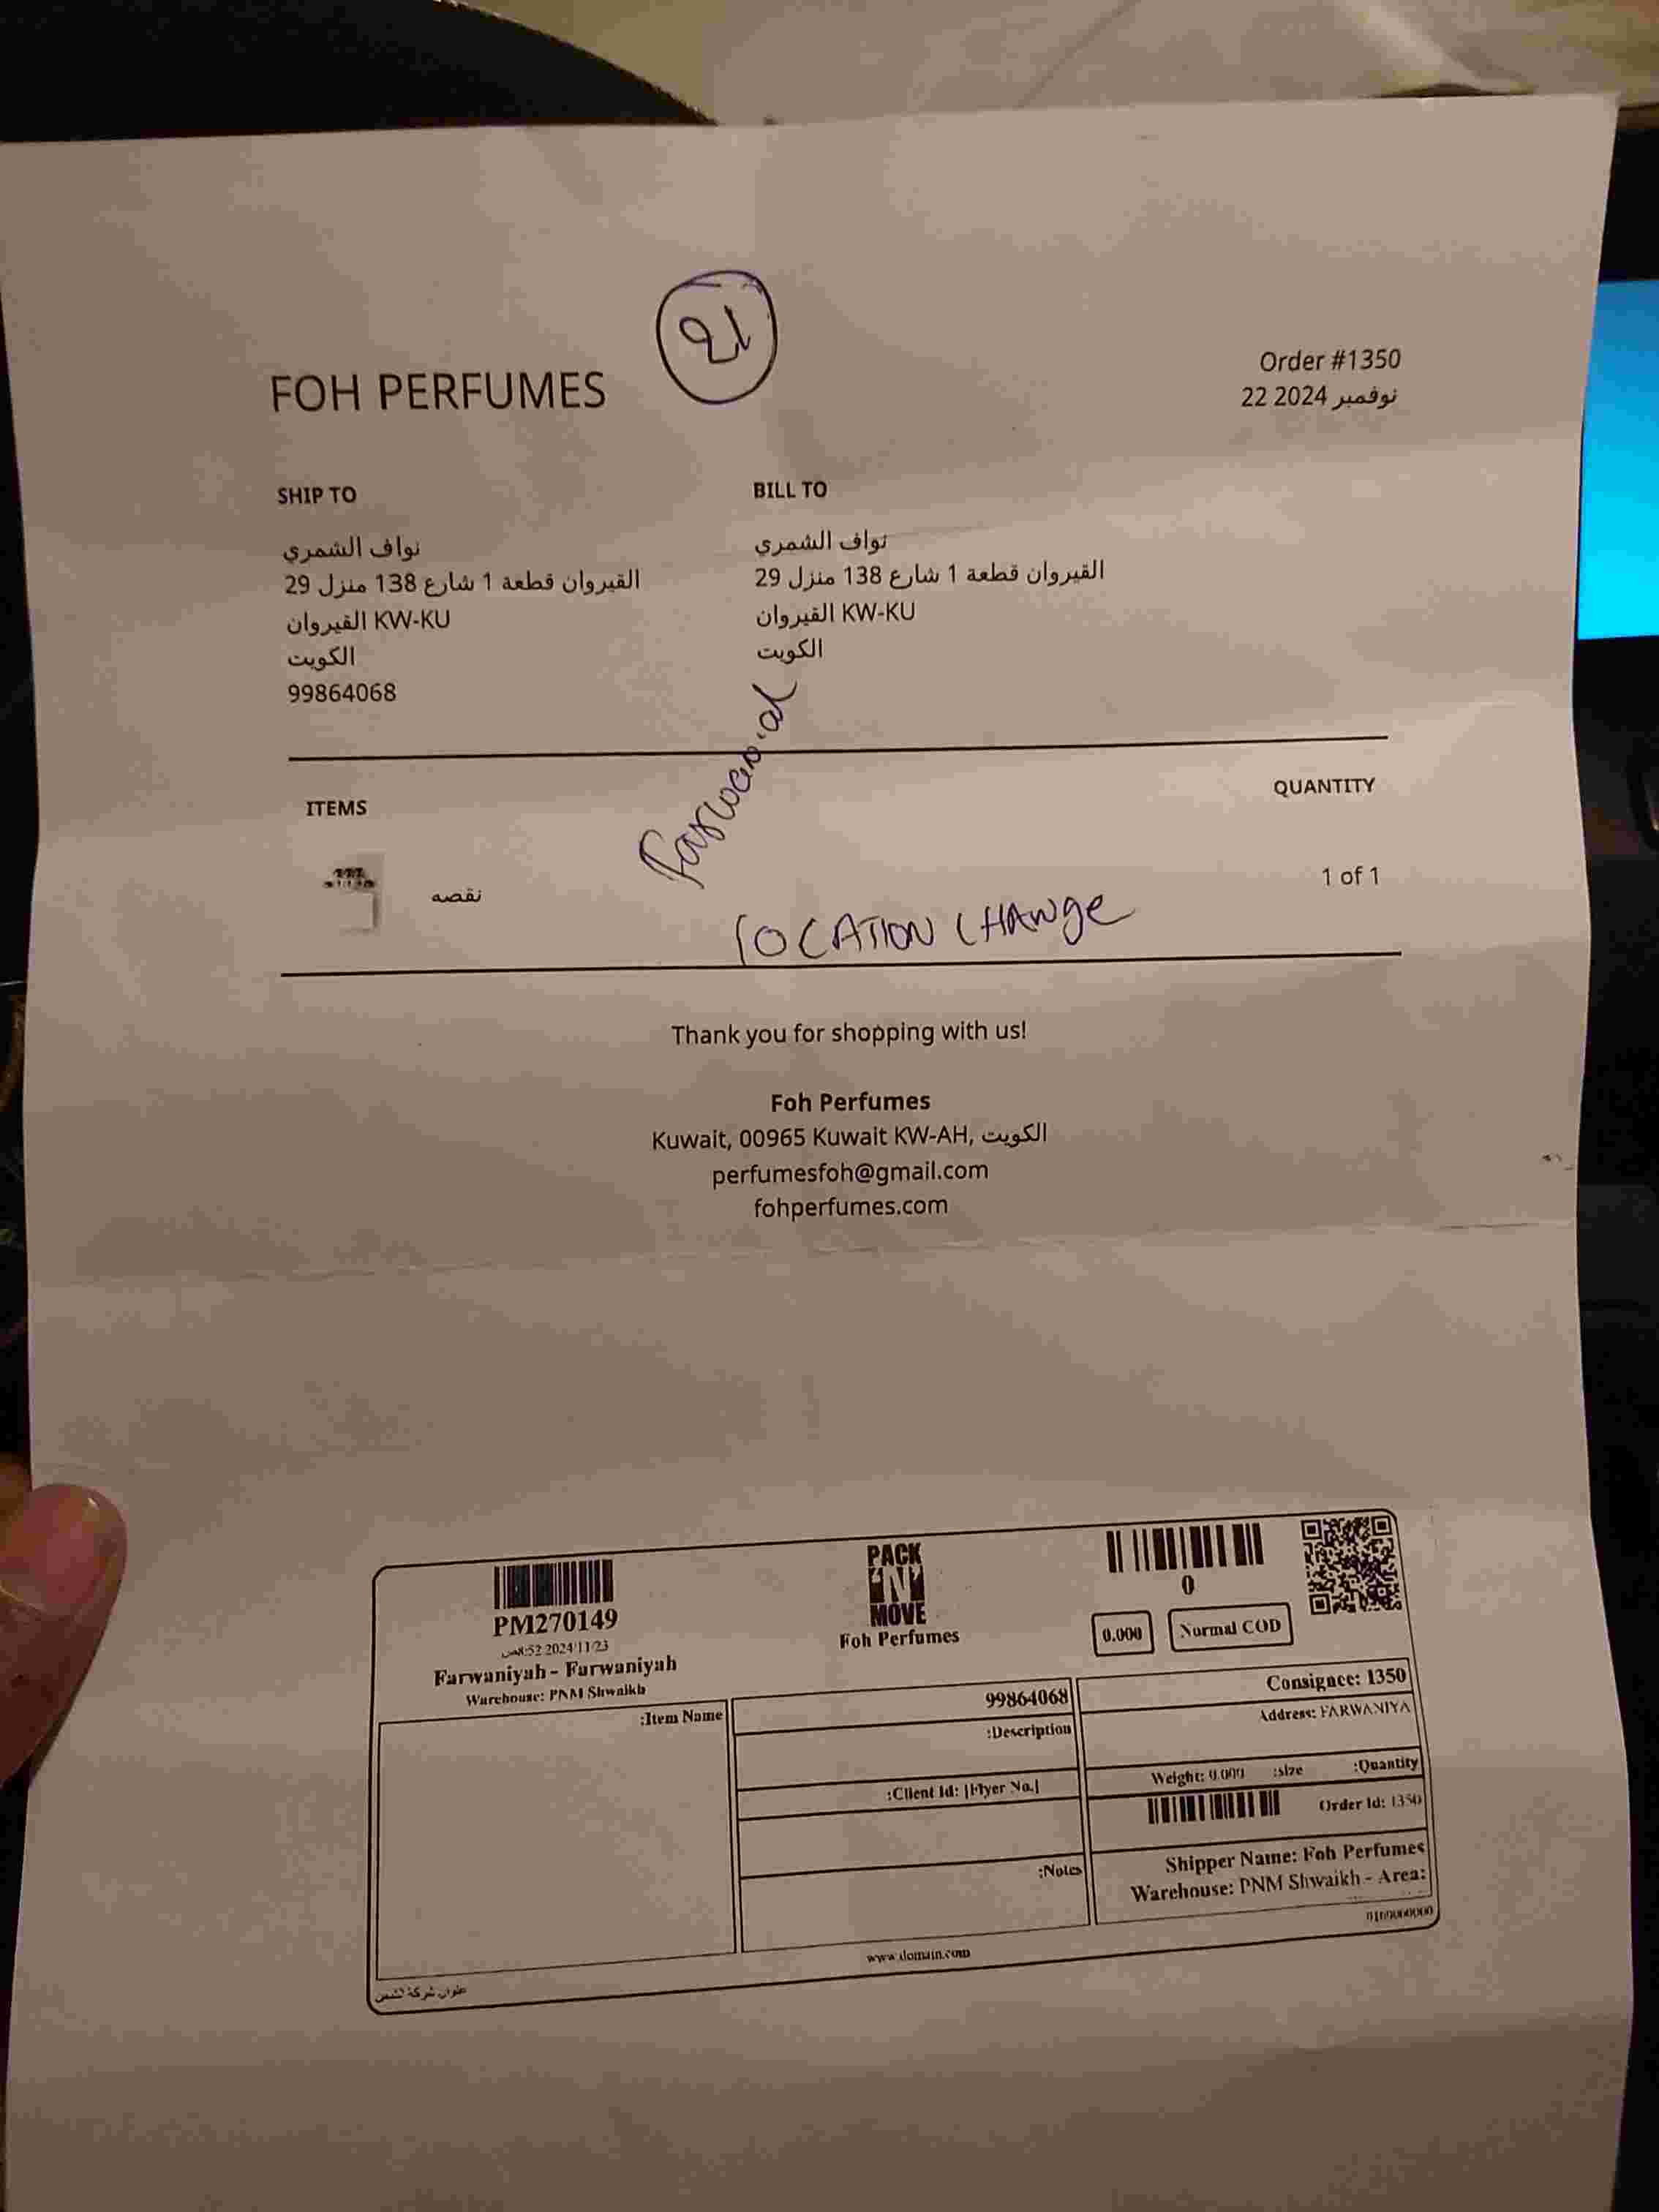 21
FOH PERFUMES
Order #1350
22 نوفمبر 2024
SHIP TO
نواف الشمري
القيروان قطعة 1 شارع 138 منزل 29
القيروان KW-KU
الكويت
99864068
BILL TO
نواف الشمري
القيروان قطعة 1 شارع 138 منزل 29
القيروان KW-KU
الكويت
ITEMS
QUANTITY
نقصه
1 of 1
LOCATION CHANge
Thank you for shopping with us!
Foh Perfumes
Kuwait, 00965 Kuwait KW-AH, الكويت
perfumesfoh@gmail.com
fohperfumes.com
PM270149
Farwaniyah - Farwaniyah
Warehouse: PNM Shwaikh
PACK
'N'
MOVE
Foh Perfumes
0
0.000
Normal COD
:Item Name
99864068
:Description
:Client Id: |Flyer No.|
:Notes
Consignee: 1350
Address: FARWANIYA
Weight: 0.000 :size :Quantity
Order Id: 1350
Shipper Name: Foh Perfumes
Warehouse: PNM Shwaikh - Area:
www.domain.com